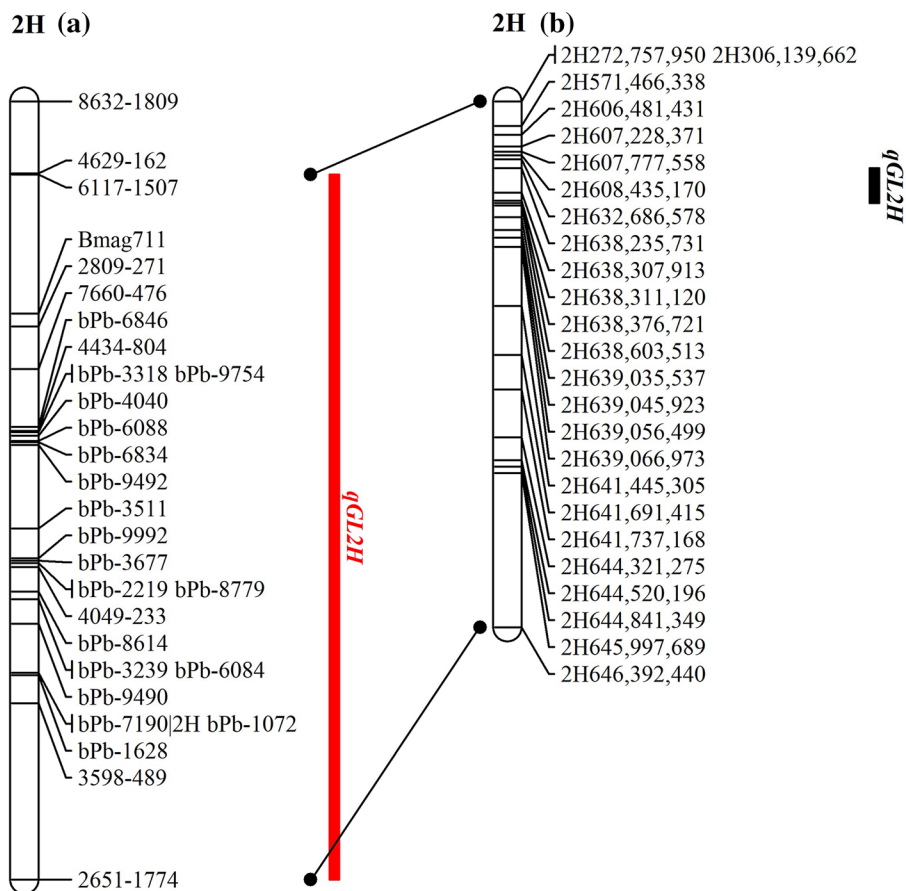 2H (a)
8632-1809
4629-162
6117-1507
Bmag711
2809-271
7660-476
bPb-6846
4434-804
bPb-3318 bPb-9754
bPb-4040
bPb-6088
bPb-6834
bPb-9492
bPb-3511
bPb-9992
bPb-3677
bPb-2219 bPb-8779
4049-233
bPb-8614
bPb-3239 bPb-6084
bPb-9490
bPb-7190|2H bPb-1072
bPb-1628
3598-489
2651-1774
qGL2H
2H (b)
2H272,757,950 2H306,139,662
2H571,466,338
2H606,481,431
2H607,228,371
2H607,777,558
2H608,435,170
2H632,686,578
2H638,235,731
2H638,307,913
2H638,311,120
2H638,376,721
2H638,603,513
2H639,035,537
2H639,045,923
2H639,056,499
2H639,066,973
2H641,445,305
2H641,691,415
2H641,737,168
2H644,321,275
2H644,520,196
2H644,841,349
2H645,997,689
2H646,392,440
qGL2H